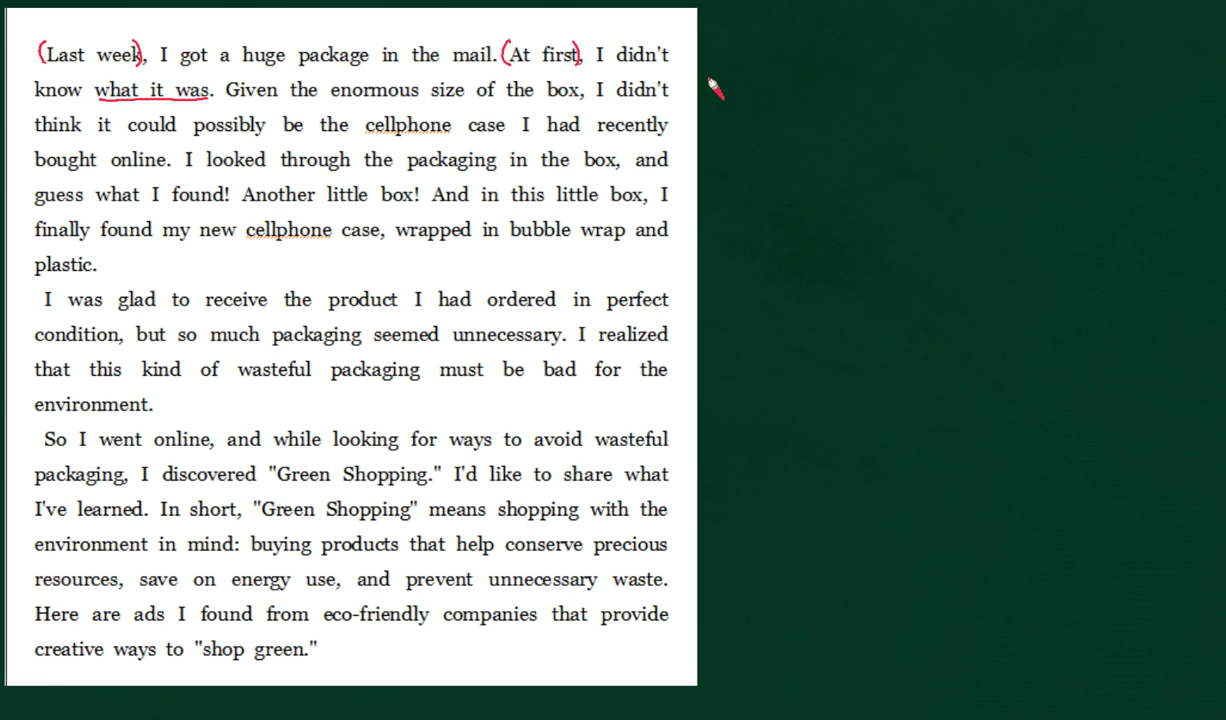 Last week, I got a huge package in the mail. At first, I didn't
know what it was. Given the enormous size of the box, I didn't
think it could possibly be the cellphone case I had recently
bought online. I looked through the packaging in the box, and
guess what I found! Another little box! And in this little box, I
finally found my new cellphone case, wrapped in bubble wrap and
plastic.
I was glad to receive the product I had ordered in perfect
condition, but so much packaging seemed unnecessary. I realized
that this kind of wasteful packaging must be bad for the
environment.
So I went online, and while looking for ways to avoid wasteful
packaging, I discovered "Green Shopping." I'd like to share what
I've learned. In short, "Green Shopping" means shopping with the
environment in mind: buying products that help conserve precious
resources, save on energy use, and prevent unnecessary waste.
Here are ads I found from eco-friendly companies that provide
creative ways to "shop green."